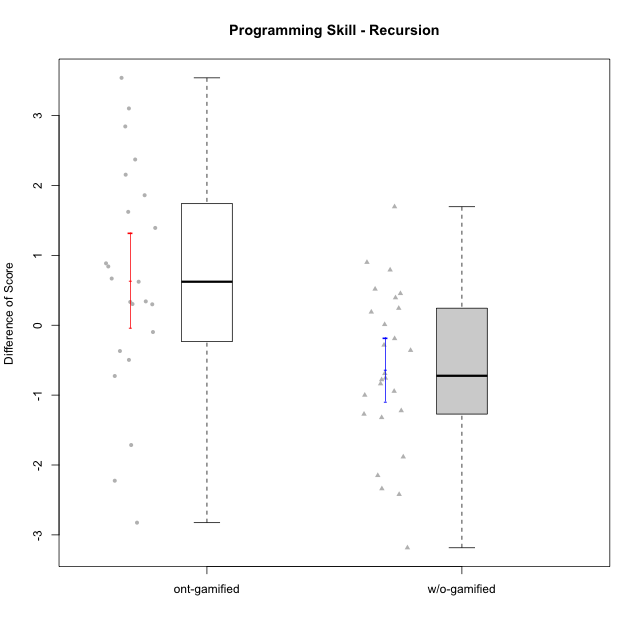 Programming Skill - Recursion
Difference of Score
3
2
1
0
-1
-2
-3
ont-gamified
w/o-gamified